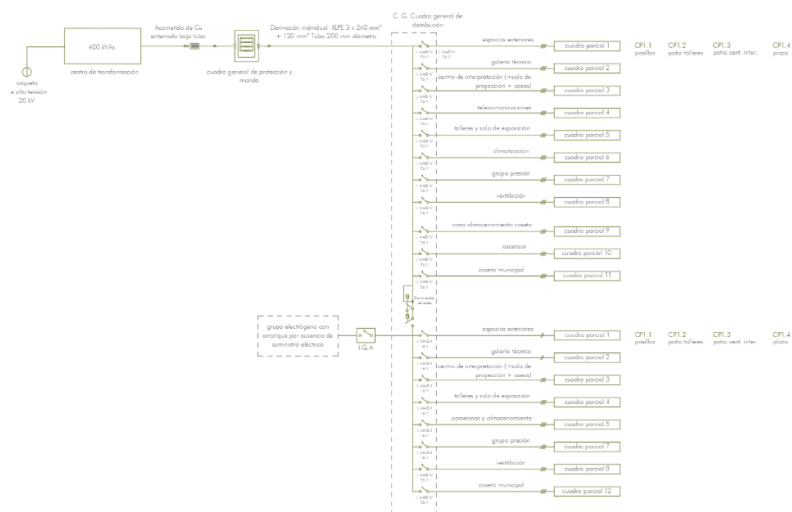 C. G. Cuadro general de
distribución
Acometida de Cu
enterrada bajo tubo
Derivación individual XLPE 3 x 240 mm²
+ 120 mm² Tubo 200 mm diámetro
400 kVAs
centro de transformación
cuadro general de protección y
mando
arqueta
e alta tensión
20 kV
espacios exteriores
cuadro parcial 1
CP1.1
pasillos
CP1.2
patio talleres
CP1.3
patio cent. inter.
CP1.4
plaza
galería técnica
cuadro parcial 2
centro de interpretación (+sala de
proyección + aseos)
cuadro parcial 3
telecomunicaciones
cuadro parcial 4
talleres y sala de exposición
cuadro parcial 5
climatización
cuadro parcial 6
grupo presión
cuadro parcial 7
ventilación
cuadro parcial 8
zona almacenamiento caseta
cuadro parcial 9
ascensor
cuadro parcial 10
caseta municipal
cuadro parcial 11
Conmutador
de redes
grupo electrógeno con
arranque por ausencia de
suministro eléctrico
I.G.A
espacios exteriores
cuadro parcial 1
CP1.1
pasillos
CP1.2
patio talleres
CP1.3
patio cent. inter.
CP1.4
plaza
galería técnica
cuadro parcial 2
centro de interpretación (+sala de
proyección + aseos)
cuadro parcial 3
talleres y sala de exposición
cuadro parcial 4
camerinos y almacenamiento
cuadro parcial 5
grupo presión
cuadro parcial 7
ventilación
cuadro parcial 8
caseta municipal
cuadro parcial 12